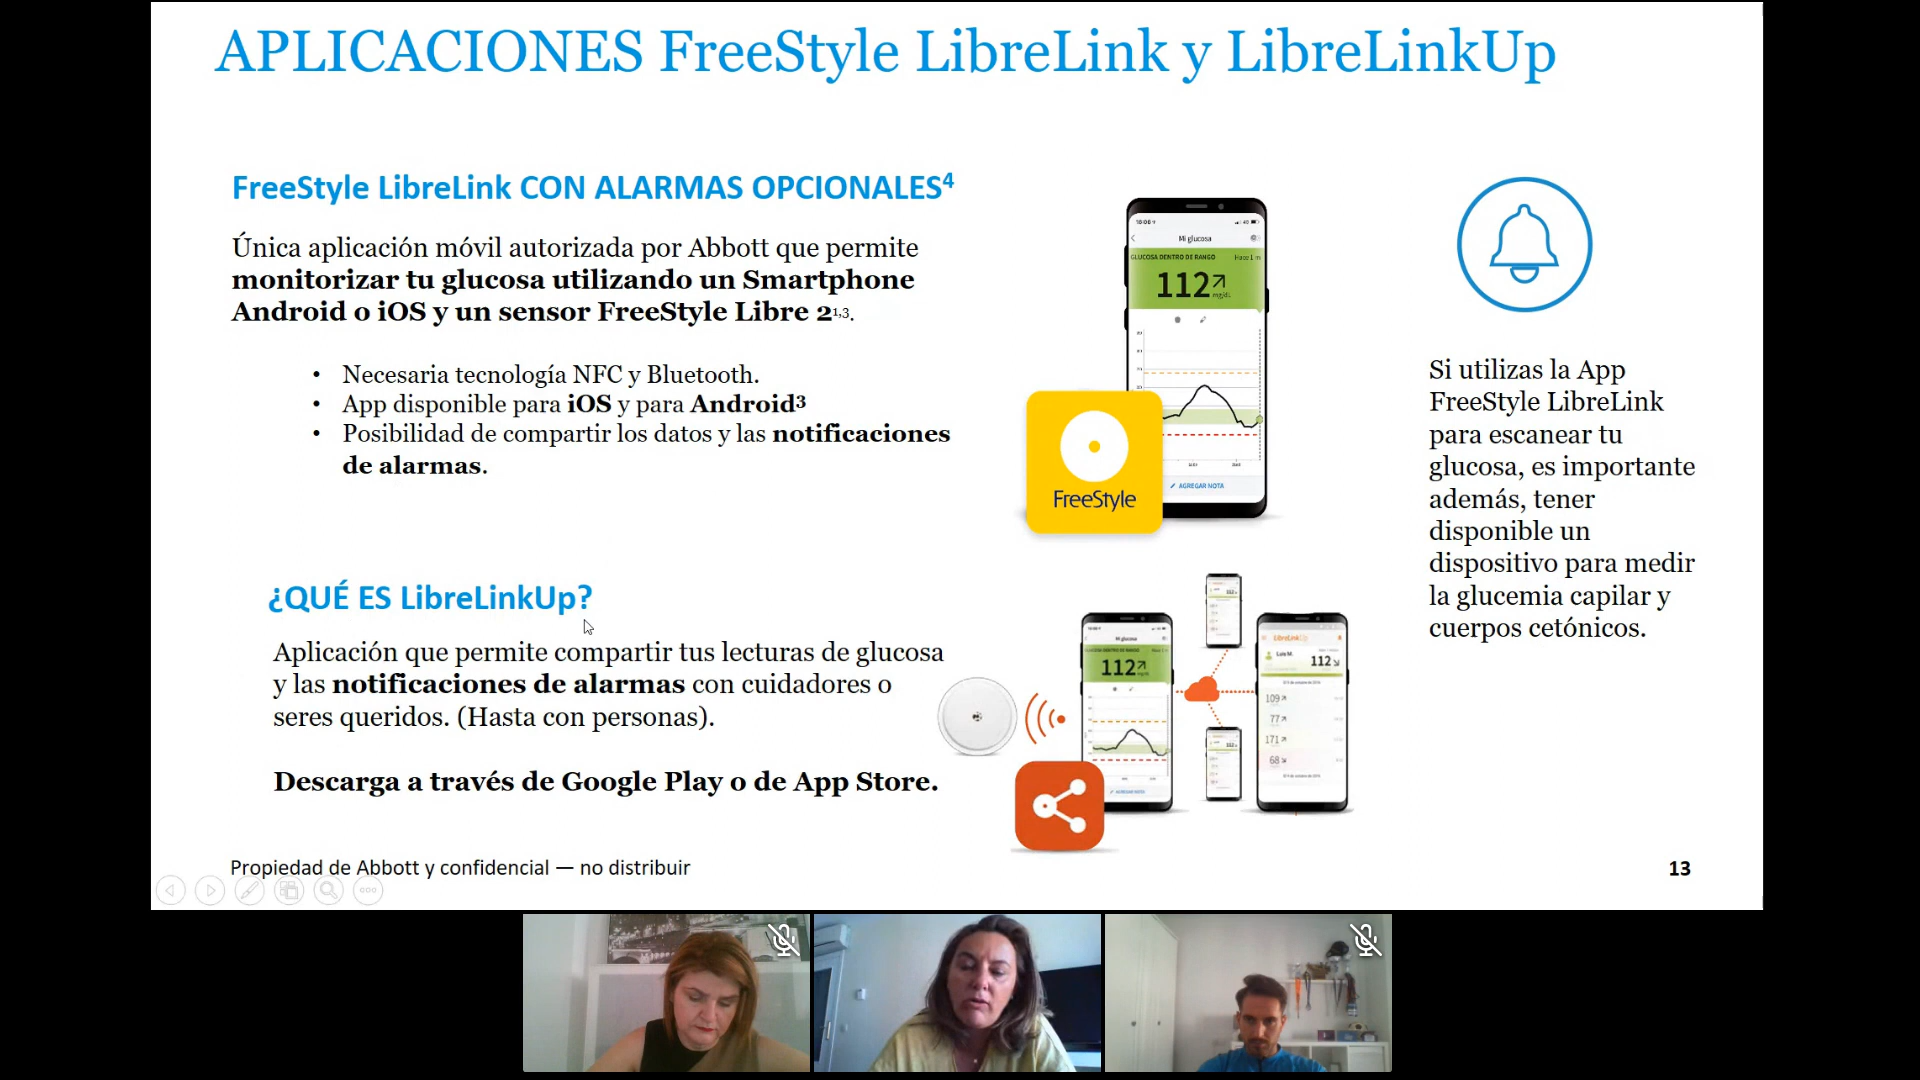 APLICACIONES FreeStyle LibreLink y LibreLinkUp
FreeStyle LibreLink CON ALARMAS OPCIONALES4
Única aplicación móvil autorizada por Abbott que permite
monitorizar tu glucosa utilizando un Smartphone
Android o iOS y un sensor FreeStyle Libre 21,3.
• Necesaria tecnología NFC y Bluetooth.
• App disponible para iOS y para Android3
• Posibilidad de compartir los datos y las notificaciones
de alarmas.
Mi glucosa
GLUCOSA DENTRO DE RANGO
112
mg/dL
AGREGAR NOTA
FreeStyle
Si utilizas la App
FreeStyle LibreLink
para escanear tu
glucosa, es importante
además, tener
disponible un
dispositivo para medir
la glucemia capilar y
cuerpos cetónicos.
¿QUÉ ES LibreLinkUp?
Aplicación que permite compartir tus lecturas de glucosa
y las notificaciones de alarmas con cuidadores o
seres queridos. (Hasta con personas).
Descarga a través de Google Play o de App Store.
Mi glucosa
112
LibreLinkUp
Luis M.
112
109
77
171
68
Propiedad de Abbott y confidencial — no distribuir
13